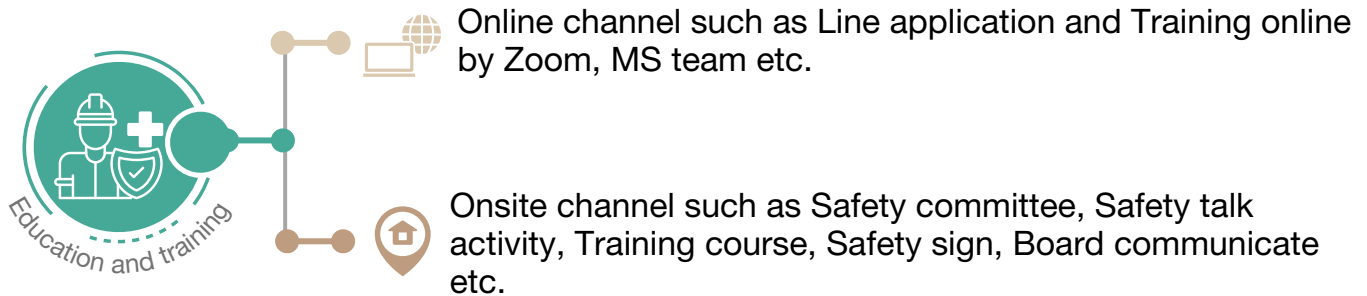 Online channel such as Line application and Training online
by Zoom, MS team etc.
Education and training
Onsite channel such as Safety committee, Safety talk
activity, Training course, Safety sign, Board communicate
etc.